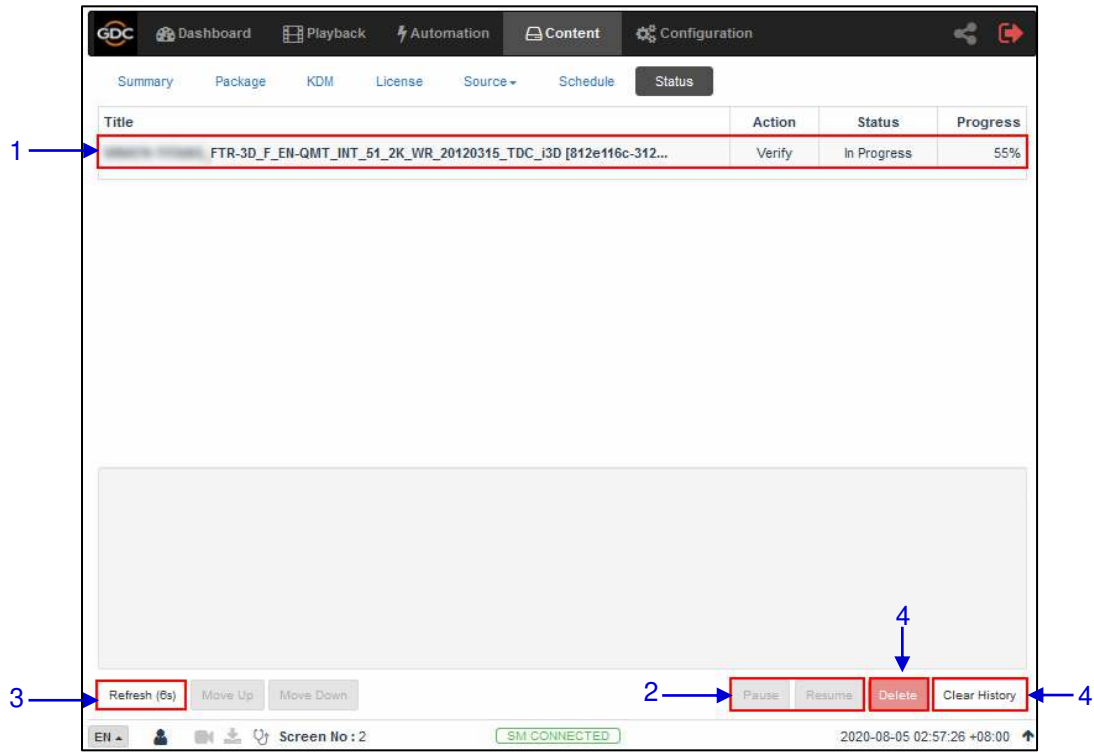 GDC Dashboard Playback Automation Content Configuration
Summary Package KDM License Source Schedule Status
Title Action Status Progress
1 _FTR-3D_F_EN-QMT_INT_51_2K_WR_20120315_TDC_i3D [812e116c-312... Verify In Progress 55%
4
3 Refresh (6s) Move Up Move Down 2 Pause Resume Delete Clear History 4
EN Screen No : 2 SM CONNECTED 2020-08-05 02:57:26 +08:00